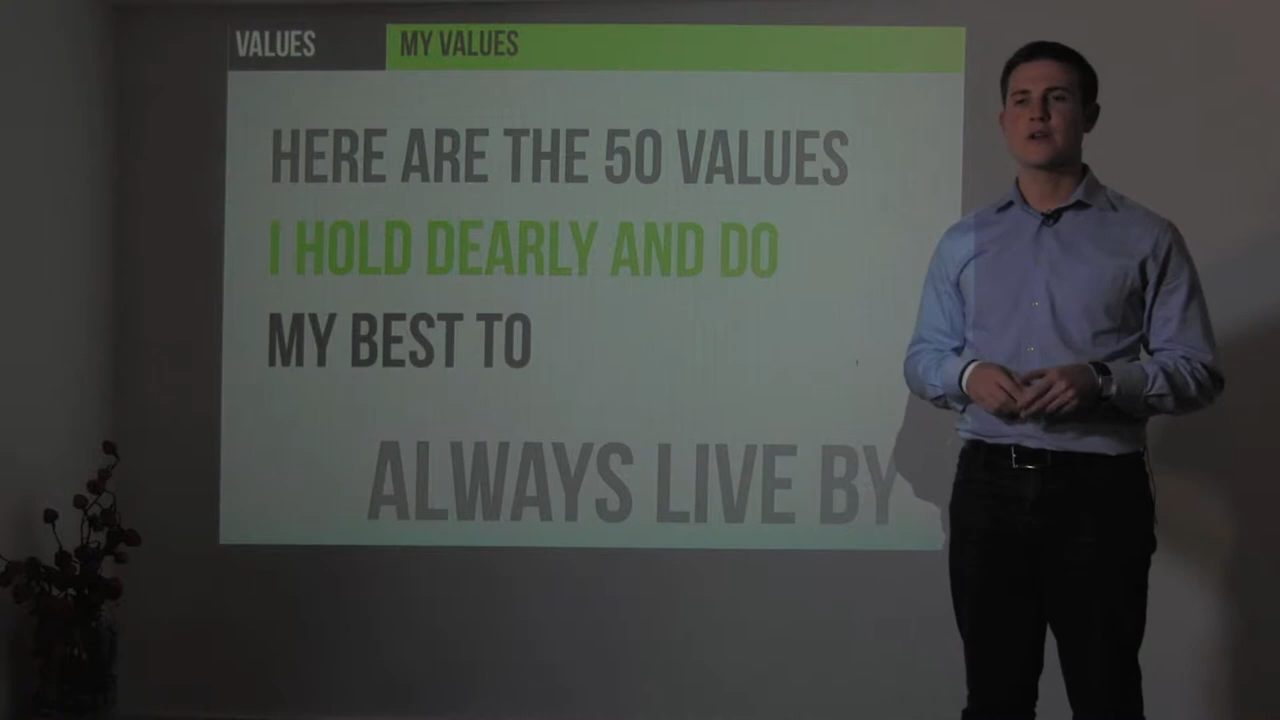 VALUES
MY VALUES
HERE ARE THE 50 VALUES
I HOLD DEARLY AND DO
MY BEST TO
ALWAYS LIVE BY